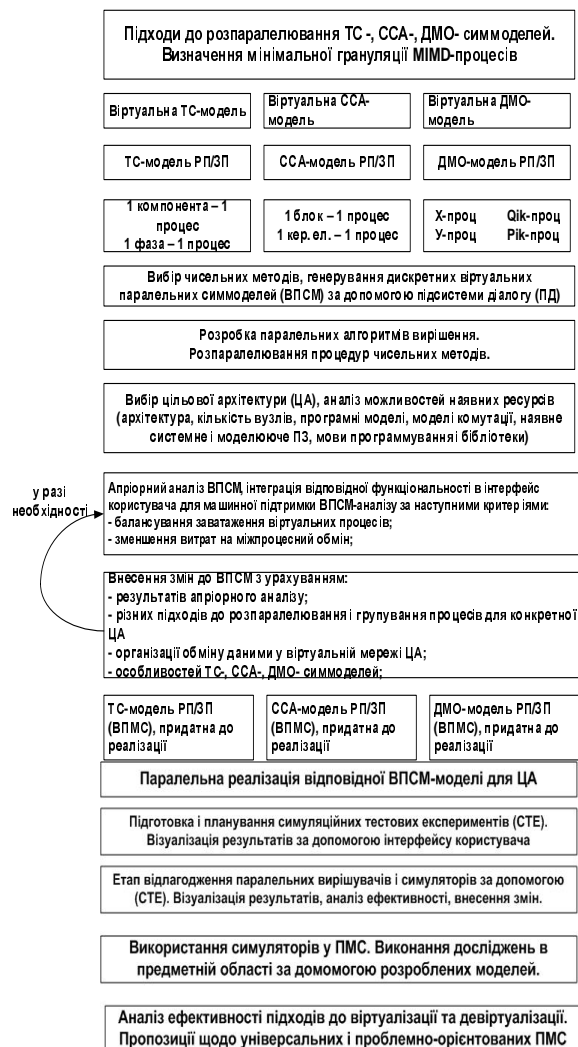 Підходи до розпаралелювання ТС -, ССА-, ДМО- симмоделей.
Визначення мінімальної грануляції MIMD-процесів
Віртуальна ТС-модель
Віртуальна ССА-
модель
Віртуальна ДМО-
модель
ТС-модель РП/ЗП
ССА-модель РП/ЗП
ДМО-модель РП/ЗП
1 компонента – 1
процес
1 фаза – 1 процес
1 блок – 1 процес
1 кер. ел. – 1 процес
Х-проц Qik-проц
У-проц Pik-проц
Вибір чисельних методів, генерування дискретних віртуальних
паралельних симмоделей (ВПСМ) за допомогою підсистеми діалогу (ПД)
Розробка паралельних алгоритмів вирішення.
Розпаралелювання процедур чисельних методів.
Вибір цільової архітектури (ЦА), аналіз можливостей наявних ресурсів
(архітектура, кількість вузлів, програмні моделі, моделі комутації, наявне
системне і моделююче ПЗ, мови программування і бібліотеки)
у разі
необхідності
Апріорний аналіз ВПСМ, інтеграція відповідної функціональності в інтерфейс
користувача для машинної підтримки ВПСМ-аналізу за наступними критеріями:
- балансування заватаження віртуальних процесів;
- зменшення витрат на міжпроцесний обмін;
Внесення змін до ВПСМ з урахуванням:
- результатів апріорного аналізу;
- різних підходів до розпаралелювання і групування процесів для конкретної
ЦА
- організації обміну даними у віртуальній мережі ЦА;
- особливостей ТС-, ССА-, ДМО- симмоделей;
ТС-модель РП/ЗП
(ВПМС), придатна до
реалізації
ССА-модель РП/ЗП
(ВПМС), придатна до
реалізації
ДМО-модель РП/ЗП
(ВПМС), придатна до
реалізації
Паралельна реалізація відповідної ВПСМ-моделі для ЦА
Підготовка і планування симуляційних тестових експериментів (СТЕ).
Візуалізація результатів за допомогою інтерфейсу користувача
Етап відлагодження паралельних вирішувачів і симуляторів за допомогою
(СТЕ). Візуалізація результатів, аналіз ефективності, внесення змін.
Використання симуляторів у ПМС. Виконання досліджень в
предметній області за домомогою розроблених моделей.
Аналіз ефективності підходів до віртуалізації та девіртуалізації.
Пропозиції щодо універсальних і проблемно-орієнтованих ПМС